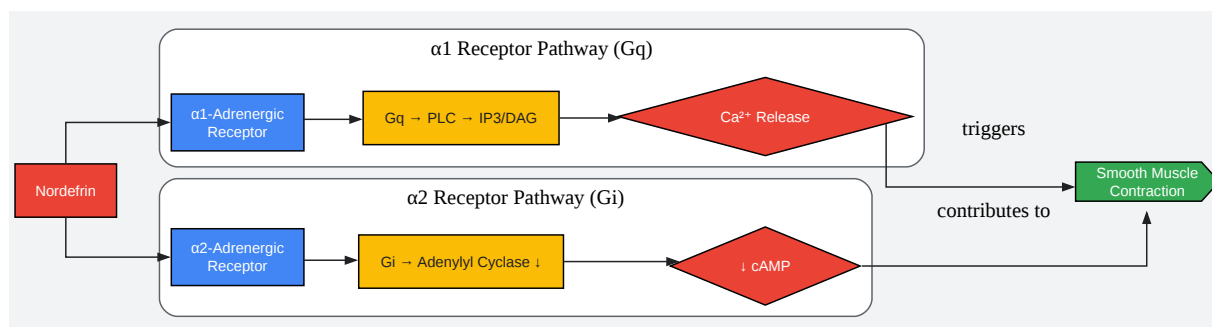 α1 Receptor Pathway (Gq)
α1-Adrenergic
Receptor
Gq → PLC → IP3/DAG
Ca²⁺ Release
triggers
Nordefrin
Smooth Muscle
Contraction
α2 Receptor Pathway (Gi)
contributes to
α2-Adrenergic
Receptor
Gi → Adenylyl Cyclase ↓
↓ cAMP